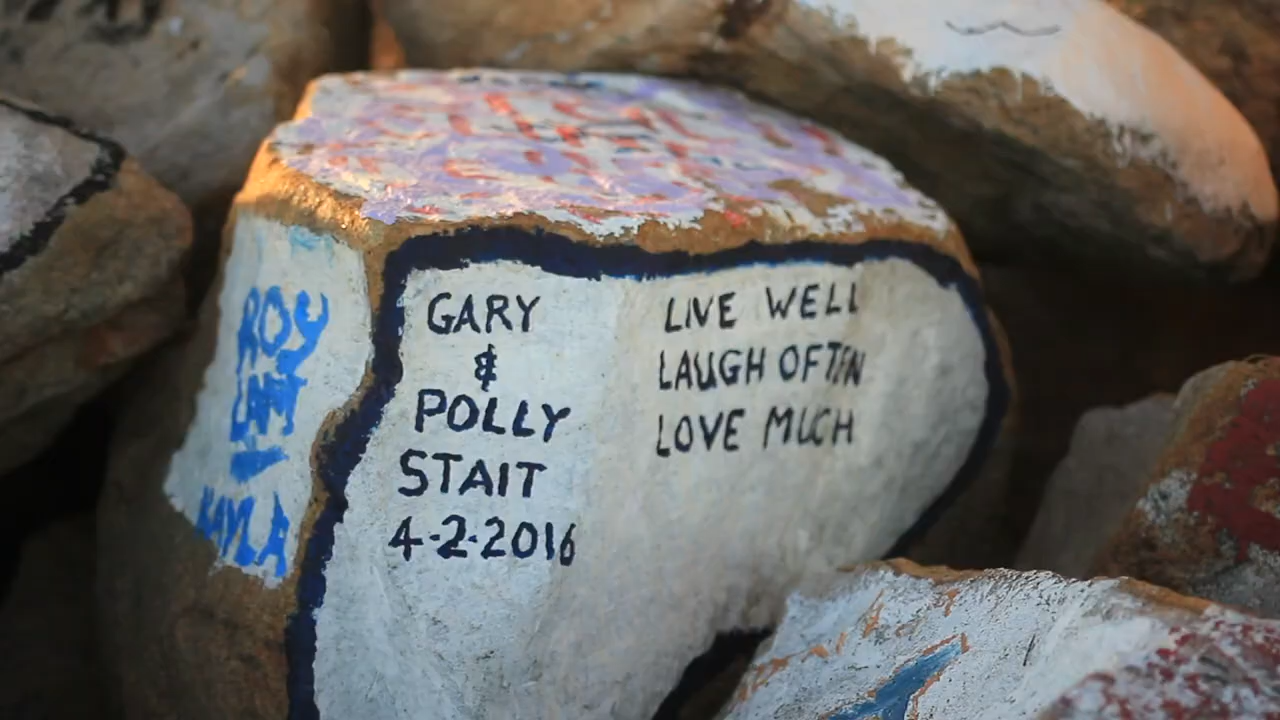 GARY
&
POLLY
STAIT
4-2-2016
LIVE WELL
LAUGH OFTEN
LOVE MUCH
ROY
KAYLA